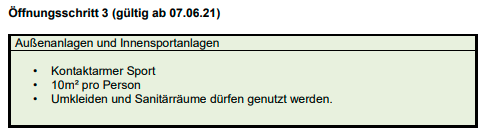 Öffnungsschritt 3 (gültig ab 07.06.21)
Außenanlagen und Innensportanlagen
• Kontaktarmer Sport
• 10m² pro Person
• Umkleiden und Sanitärräume dürfen genutzt werden.